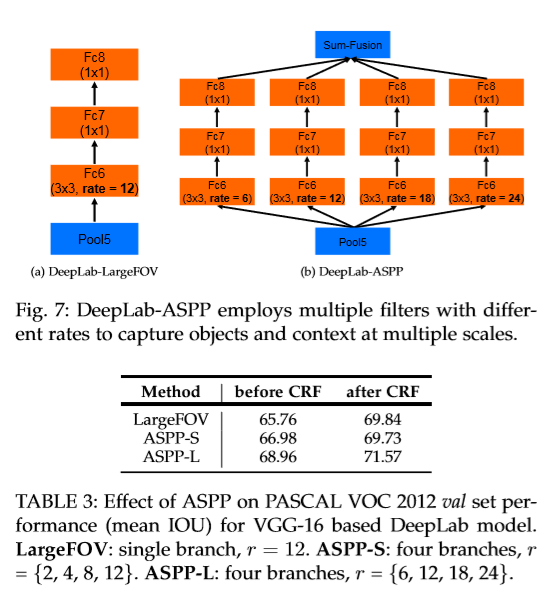 Sum-Fusion
Fc8
(1x1)
Fc8
(1x1)
Fc8
(1x1)
Fc8
(1x1)
Fc8
(1x1)
Fc7
(1x1)
Fc7
(1x1)
Fc7
(1x1)
Fc7
(1x1)
Fc7
(1x1)
Fc6
(3x3, rate = 12)
Fc6
(3x3, rate = 6)
Fc6
(3x3, rate = 12)
Fc6
(3x3, rate = 18)
Fc6
(3x3, rate = 24)
Pool5
Pool5
(a) DeepLab-LargeFOV
(b) DeepLab-ASPP
Fig. 7: DeepLab-ASPP employs multiple filters with differ-
ent rates to capture objects and context at multiple scales.
Method before CRF after CRF
LargeFOV 65.76 69.84
ASPP-S 66.98 69.73
ASPP-L 68.96 71.57
TABLE 3: Effect of ASPP on PASCAL VOC 2012 val set per-
formance (mean IOU) for VGG-16 based DeepLab model.
LargeFOV: single branch, r = 12. ASPP-S: four branches, r
= {2, 4, 8, 12}. ASPP-L: four branches, r = {6, 12, 18, 24}.